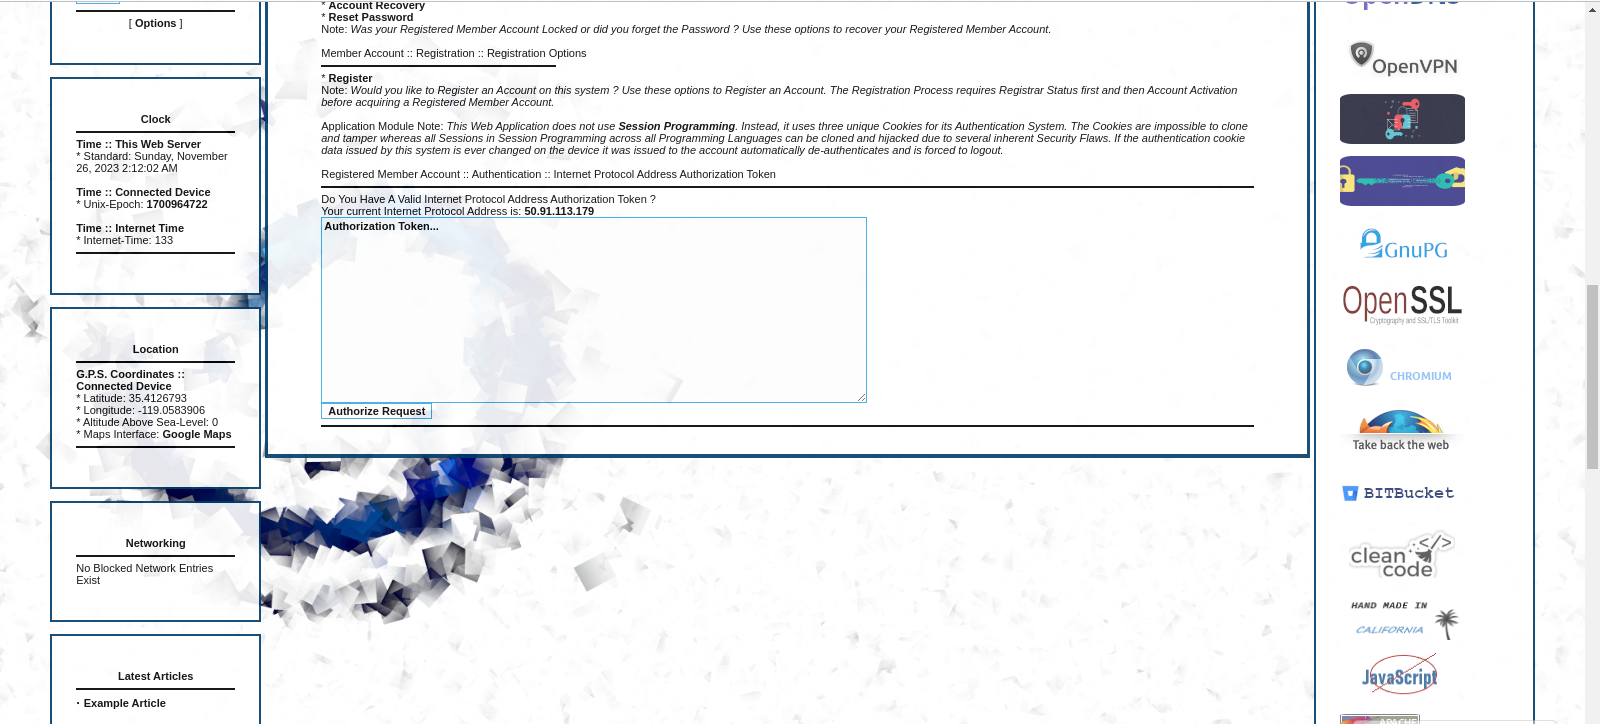 [ Options ]
Clock
Time :: This Web Server
* Standard: Sunday, November
26, 2023 2:12:02 AM
Time :: Connected Device
* Unix-Epoch: 1700964722
Time :: Internet Time
* Internet-Time: 133
Location
G.P.S. Coordinates ::
Connected Device
* Latitude: 35.4126793
* Longitude: -119.0583906
* Altitude Above Sea-Level: 0
* Maps Interface: Google Maps
Networking
No Blocked Network Entries
Exist
Latest Articles
· Example Article
* Account Recovery
* Reset Password
Note: Was your Registered Member Account Locked or did you forget the Password ? Use these options to recover your Registered Member Account.
Member Account :: Registration :: Registration Options
* Register
Note: Would you like to Register an Account on this system ? Use these options to Register an Account. The Registration Process requires Registrar Status first and then Account Activation
before acquiring a Registered Member Account.
Application Module Note: This Web Application does not use Session Programming. Instead, it uses three unique Cookies for its Authentication System. The Cookies are impossible to clone
and tamper whereas all Sessions in Session Programming across all Programming Languages can be cloned and hijacked due to several inherent Security Flaws. If the authentication cookie
data issued by this system is ever changed on the device it was issued to the account automatically de-authenticates and is forced to logout.
Registered Member Account :: Authentication :: Internet Protocol Address Authorization Token
Do You Have A Valid Internet Protocol Address Authorization Token ?
Your current Internet Protocol Address is: 50.91.113.179
Authorization Token...
Authorize Request
OpenDNS
OpenVPN
GnuPG
OpenSSL
Cryptography and SSL/TLS Toolkit
CHROMIUM
Take back the web
BITBucket
clean
</>
code
HAND MADE IN
CALIFORNIA
JavaScript
APACHE